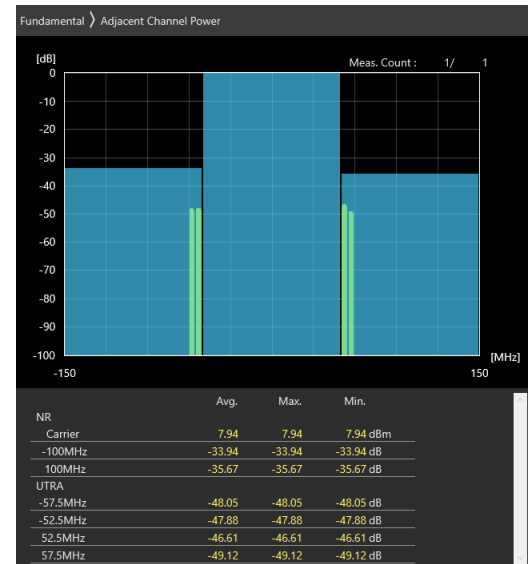 Fundamental 〉 Adjacent Channel Power
[dB]
Meas. Count : 1/ 1
0
-10
-20
-30
-40
-50
-60
-70
-80
-90
-100
[MHz]
-150 150
Avg. Max. Min.
NR
Carrier 7.94 7.94 7.94 dBm
-100MHz -33.94 -33.94 -33.94 dB
100MHz -35.67 -35.67 -35.67 dB
UTRA
-57.5MHz -48.05 -48.05 -48.05 dB
-52.5MHz -47.88 -47.88 -47.88 dB
52.5MHz -46.61 -46.61 -46.61 dB
57.5MHz -49.12 -49.12 -49.12 dB